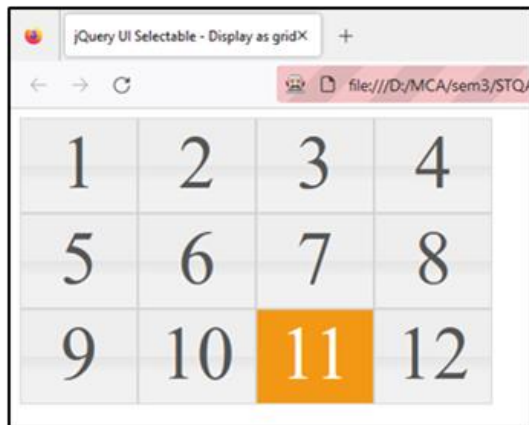 jQuery UI Selectable - Display as grid
file:///D:/MCA/sem3/STQA
1 2 3 4
5 6 7 8
9 10 11 12